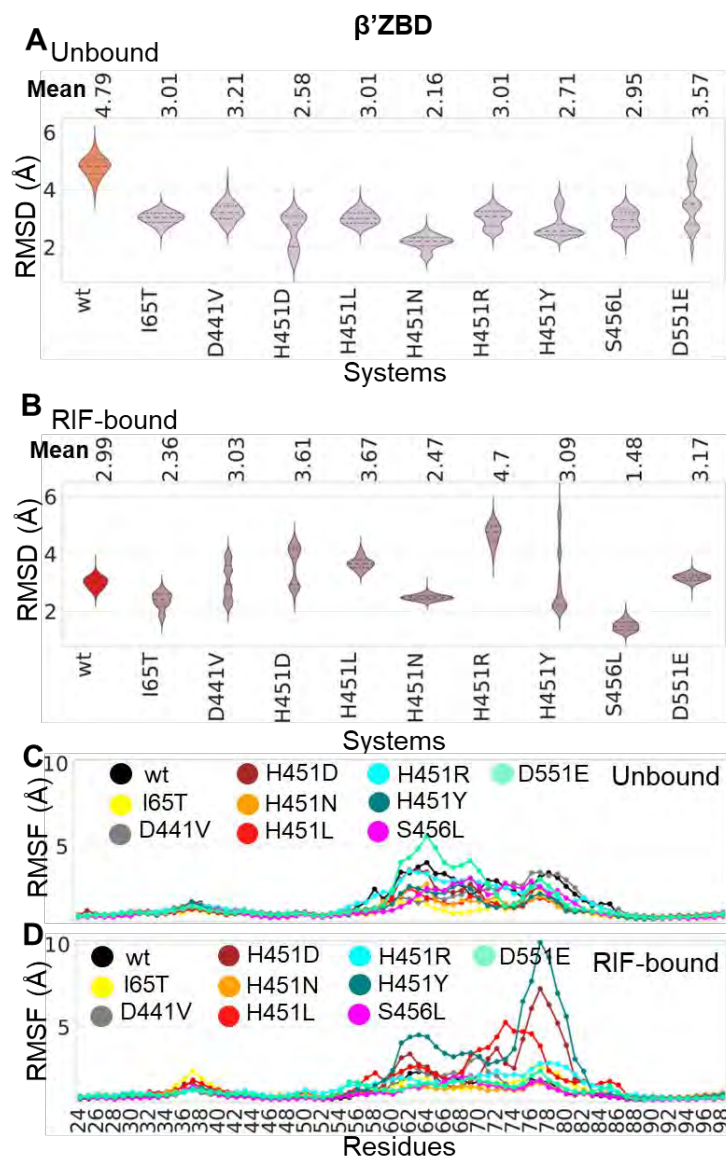 β'ZBD
A Unbound
Mean 4.79 3.01 3.21 2.58 3.01 2.16 3.01 2.71 2.95 3.57
RMSD (Å)
6
4
2
wt I65T D441V H451D H451L H451N H451R H451Y S456L D551E
Systems
B RIF-bound
Mean 2.99 2.36 3.03 3.61 3.67 2.47 4.7 3.09 1.48 3.17
RMSD (Å)
6
4
2
wt I65T D441V H451D H451L H451N H451R H451Y S456L D551E
Systems
C 10
wt H451D H451R D551E Unbound
I65T H451N H451Y
D441V H451L S456L
RMSF (Å)
5
D 10
wt H451D H451R D551E RIF-bound
I65T H451N H451Y
D441V H451L S456L
RMSF (Å)
5
24 26 28 30 32 34 36 38 40 42 44 46 48 50 52 54 56 58 60 62 64 66 68 70 72 74 76 78 80 82 84 86 88 90 92 94 96 98
Residues